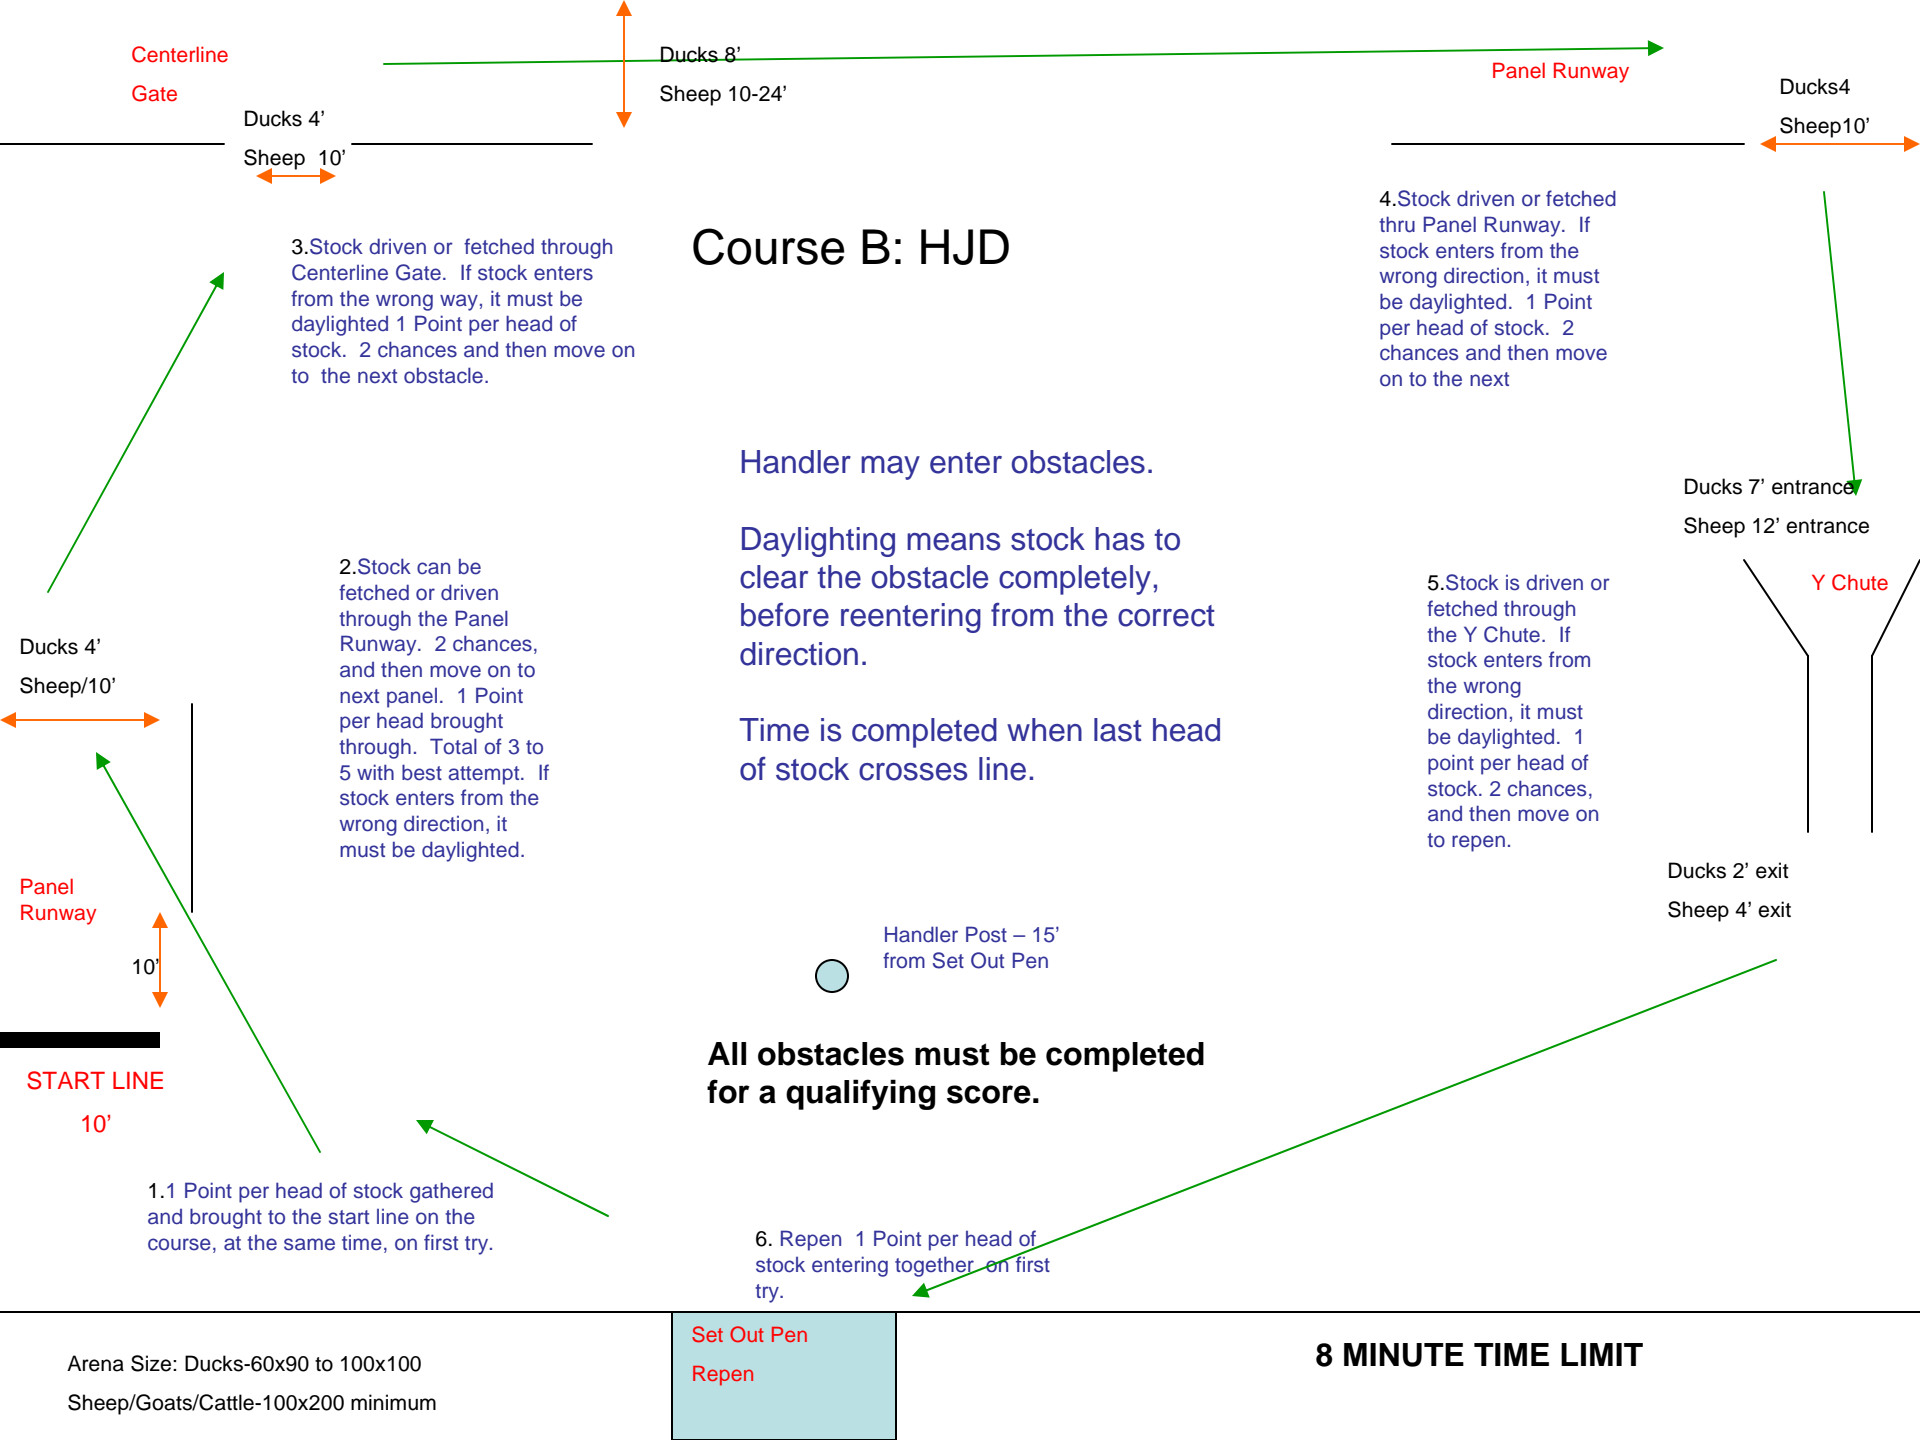 Centerline
Gate
Ducks 4’
Sheep  10’
Ducks 8’
Sheep 10-24’
Panel Runway
Ducks4
Sheep10’
3.Stock driven or  fetched through
Centerline Gate.  If stock enters
from the wrong way, it must be
daylighted 1 Point per head of
stock.  2 chances and then move on
to  the next obstacle.
Course B: HJD
4.Stock driven or fetched
thru Panel Runway.  If
stock enters from the
wrong direction, it must
be daylighted.  1 Point
per head of stock.  2
chances and then move
on to the next
Handler may enter obstacles.
Daylighting means stock has to
clear the obstacle completely,
before reentering from the correct
direction.
Time is completed when last head
of stock crosses line.
Ducks 7’ entrance
Sheep 12’ entrance
Y Chute
5.Stock is driven or
fetched through
the Y Chute.  If
stock enters from
the wrong
direction, it must
be daylighted.  1
point per head of
stock. 2 chances,
and then move on
to repen.
Ducks 2’ exit
Sheep 4’ exit
2.Stock can be
fetched or driven
through the Panel
Runway.  2 chances,
and then move on to
next panel.  1 Point
per head brought
through.  Total of 3 to
5 with best attempt.  If
stock enters from the
wrong direction, it
must be daylighted.
Ducks 4’
Sheep/10’
Panel
Runway
10’
START LINE
10’
Handler Post – 15’
from Set Out Pen
All obstacles must be completed
for a qualifying score.
1.1 Point per head of stock gathered
and brought to the start line on the
course, at the same time, on first try.
6. Repen  1 Point per head of
stock entering together  on first
try.
Set Out Pen
Repen
8 MINUTE TIME LIMIT
Arena Size: Ducks-60x90 to 100x100
Sheep/Goats/Cattle-100x200 minimum